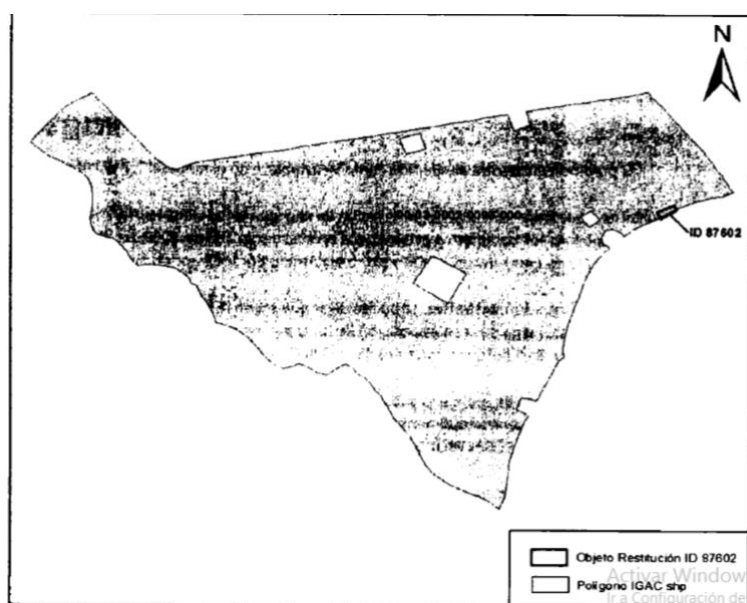 N
ID 87602
Objeto Restitución ID 87602
Polígono IGAC shp
Activar Window
Ir a Configuración de